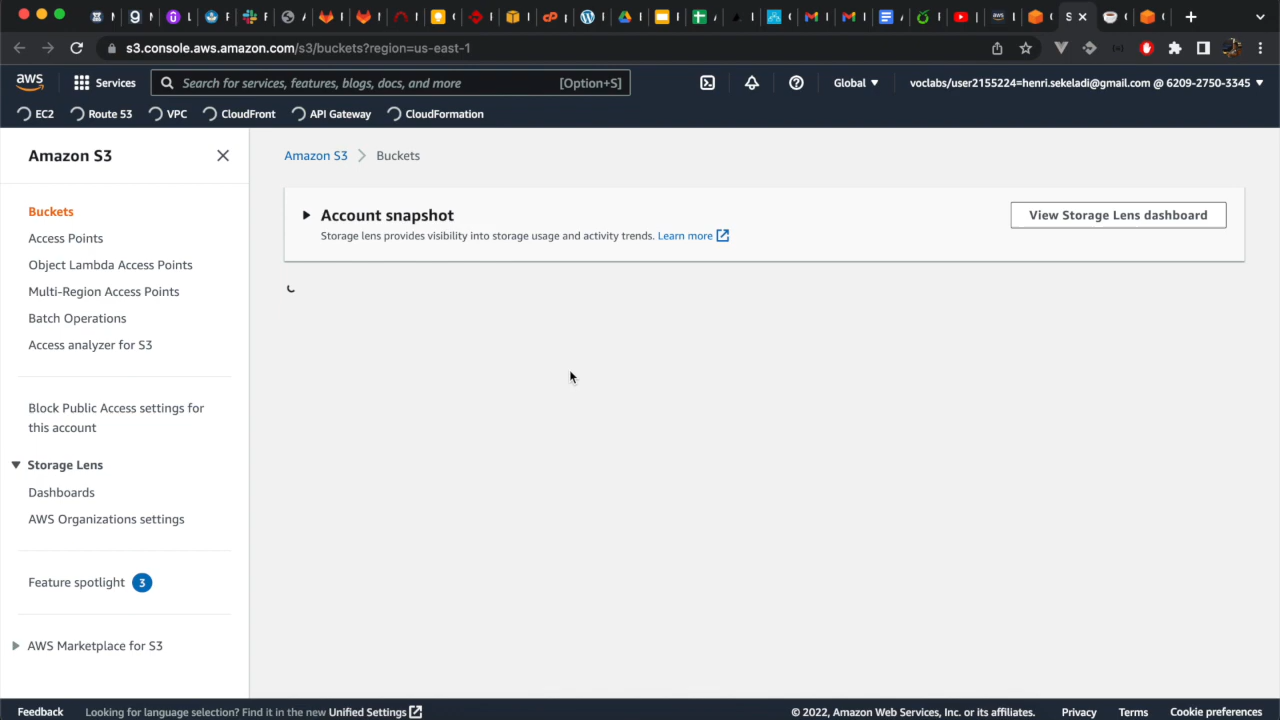 s3.console.aws.amazon.com/s3/buckets?region=us-east-1
aws
Services
Search for services, features, blogs, docs, and more
[Option+S]
Global
voclabs/user2155224=henri.sekeladi@gmail.com @ 6209-2750-3345
EC2
Route 53
VPC
CloudFront
API Gateway
CloudFormation
Amazon S3
Buckets
Access Points
Object Lambda Access Points
Multi-Region Access Points
Batch Operations
Access analyzer for S3
Block Public Access settings for
this account
Storage Lens
Dashboards
AWS Organizations settings
Feature spotlight 3
AWS Marketplace for S3
Amazon S3 Buckets
Account snapshot
Storage lens provides visibility into storage usage and activity trends. Learn more
View Storage Lens dashboard
Feedback
Looking for language selection? Find it in the new Unified Settings
© 2022, Amazon Web Services, Inc. or its affiliates.
Privacy
Terms
Cookie preferences